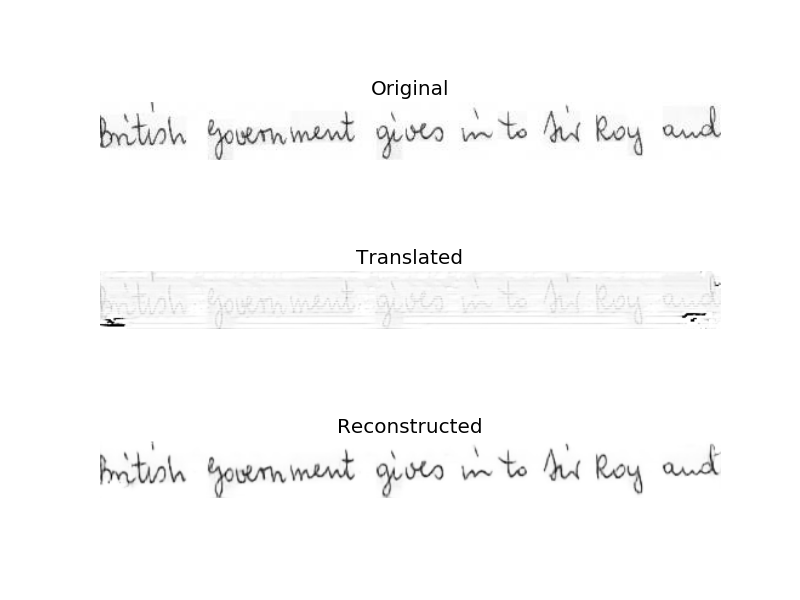 Original
British government gives in to Sir Roy and
Translated
British government gives in to Sir Roy and
Reconstructed
British government gives in to Sir Roy and